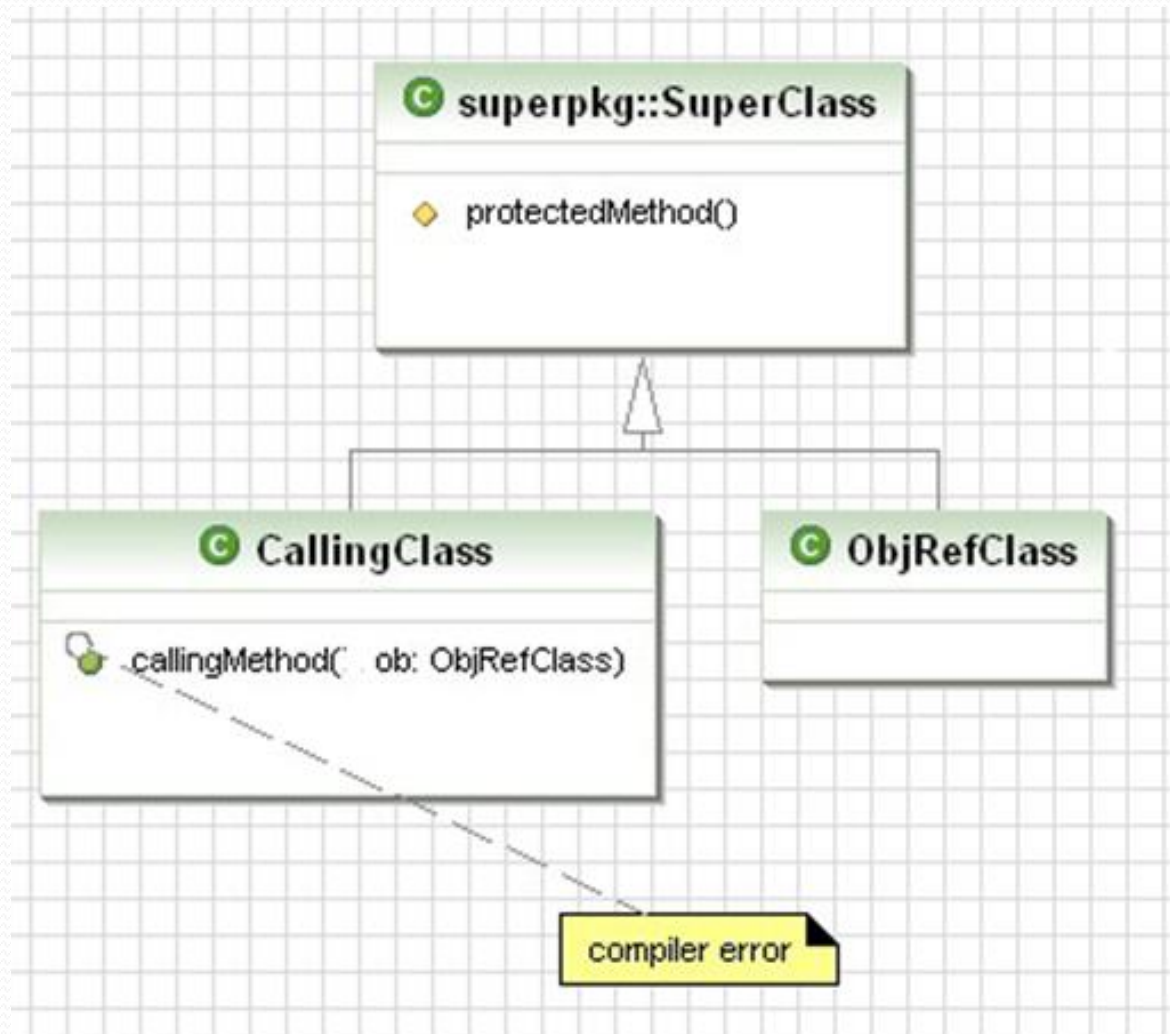 C superpkg::SuperClass
protectedMethod()
C CallingClass
callingMethod( ob: ObjRefClass)
C ObjRefClass
compiler error